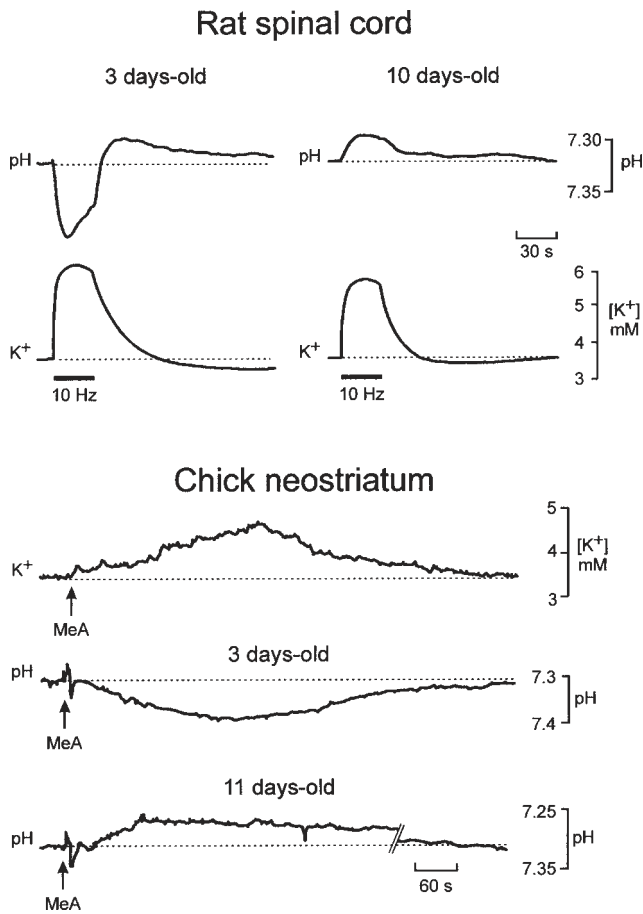 Rat spinal cord
3 days-old 10 days-old
pH
pH
7.30
7.35
pH
30 s
K+
K+
6
5
4
3
[K+]
mM
10 Hz
10 Hz
Chick neostriatum
K+
5
4
3
[K+]
mM
MeA
3 days-old
pH
7.3
7.4
pH
MeA
11 days-old
pH
7.25
7.35
pH
MeA
60 s